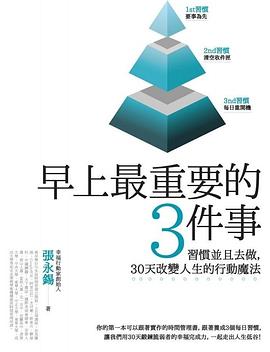 1st習慣
要事為先
2nd習慣
清空收件匣
3nd習慣
每日重開機
早上最重要的
3件事
習慣並且去做,
30天改變人生的行動魔法
幸福行動家創始人
張永錫
著
你的第一本可以跟著實作的時間管理書,跟著養成3個每日習慣,
讓我們用30天鍛鍊脆弱者的幸福完成力,一起走出人生低谷!